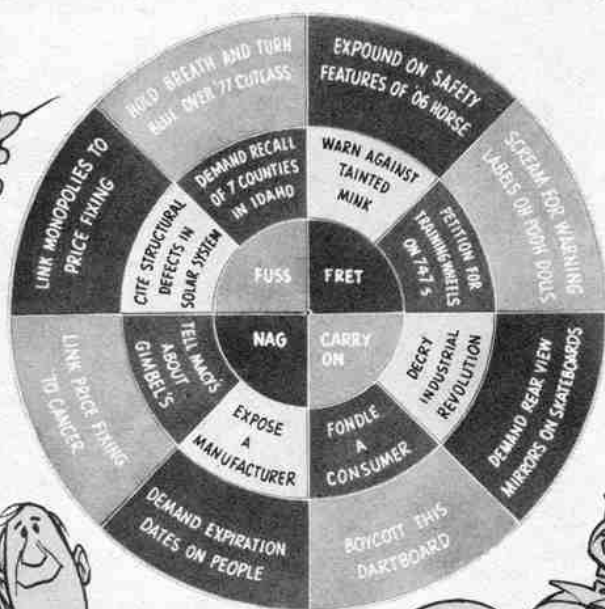 HOLD BREATH AND TURN
BLUE OVER '77 CUTLASS
EXPOUND ON SAFETY
FEATURES OF '06 HORSE
SCREAM FOR WARNING
LABELS ON POOH DOLLS
DEMAND REAR VIEW
MIRRORS ON SKATEBOARDS
BOYCOTT THIS
DARTBOARD
DEMAND EXPIRATION
DATES ON PEOPLE
LINK PRICE FIXING
TO CANCER
LINK MONOPOLIES TO
PRICE FIXING
DEMAND RECALL
OF 7 COUNTIES
IN IDAHO
WARN AGAINST
TAINTED
MINK
PETITION FOR
TRAINING WHEELS
ON 747'S
DECRY
INDUSTRIAL
REVOLUTION
FONDLE
A
CONSUMER
EXPOSE
A
MANUFACTURER
TELL MACY'S
ABOUT
GIMBEL'S
CITE STRUCTURAL
DEFECTS IN
SOLAR SYSTEM
FUSS
FRET
NAG
CARRY
ON